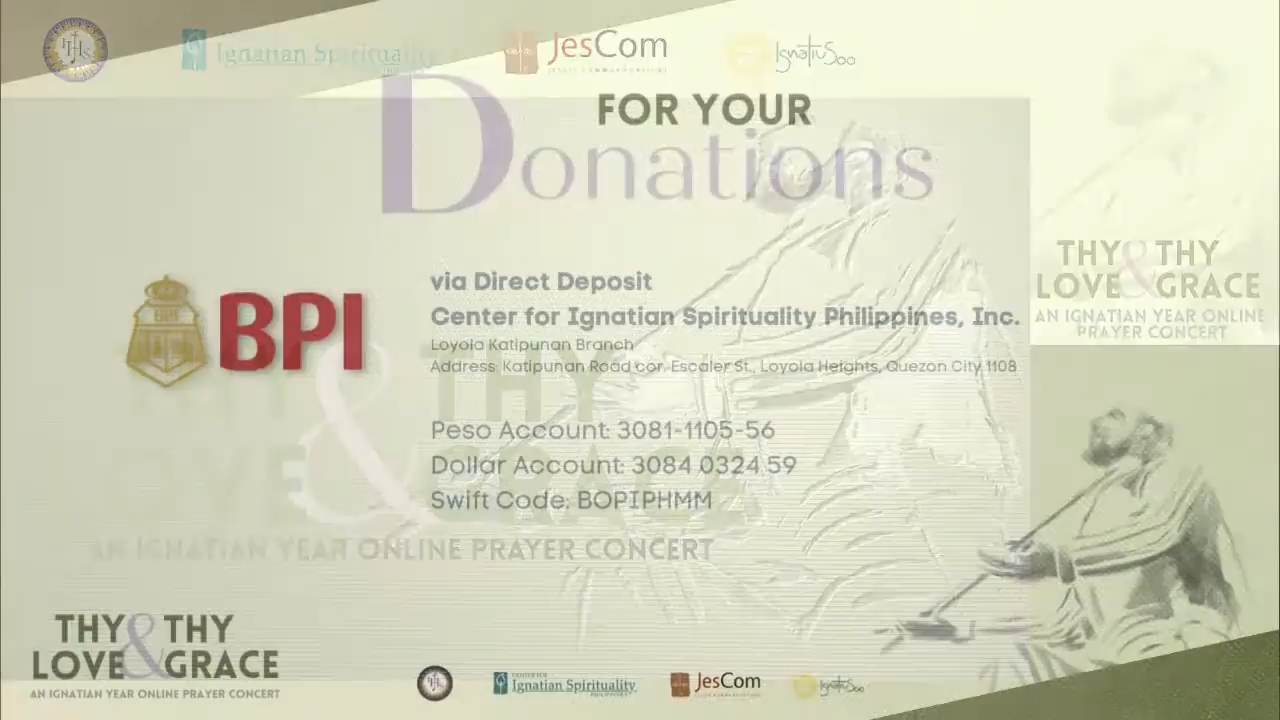 IHS
Ignatian Spirituality
JesCom
Ignatius500
FOR YOUR
Donations
THY & THY
LOVE GRACE
AN IGNATIAN YEAR ONLINE
PRAYER CONCERT
BPI
via Direct Deposit
Center for Ignatian Spirituality Philippines, Inc.
Loyola Katipunan Branch
Address: Katipunan Road cor. Escaler St., Loyola Heights, Quezon City 1108
THY
&
LOVE GRACE
Peso Account: 3081-1105-56
Dollar Account: 3084 0324 59
Swift Code: BOPIPHMM
AN IGNATIAN YEAR ONLINE PRAYER CONCERT
THY & THY
LOVE GRACE
AN IGNATIAN YEAR ONLINE PRAYER CONCERT
Ignatian Spirituality
JesCom
Ignatius500